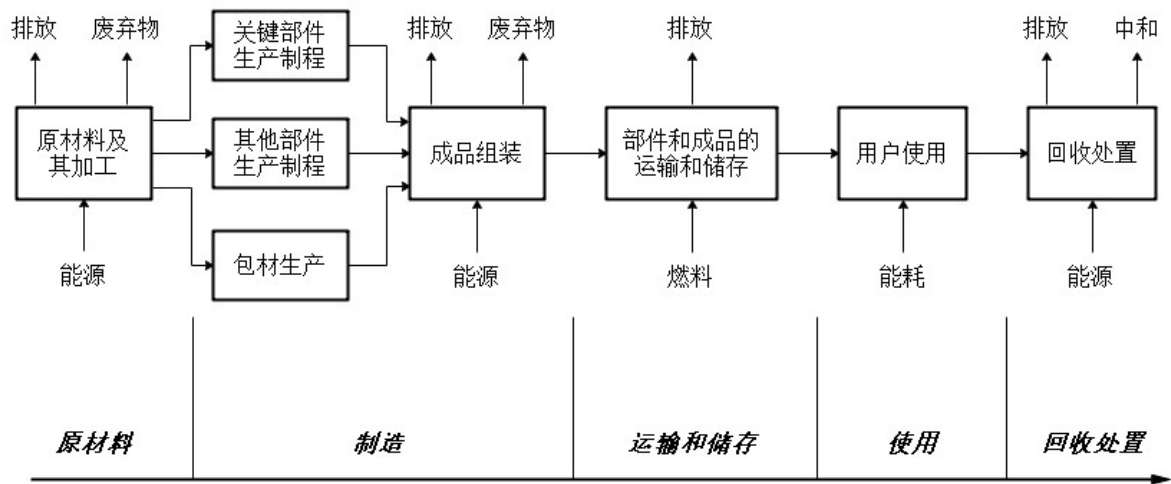 排放
废弃物
关键部件
生产制程
排放
废弃物
排放
排放
中和
原材料及
其加工
其他部件
生产制程
成品组装
部件和成品的
运输和储存
用户使用
回收处置
能源
包材生产
能源
燃料
能耗
能源
原材料
制造
运输和储存
使用
回收处置